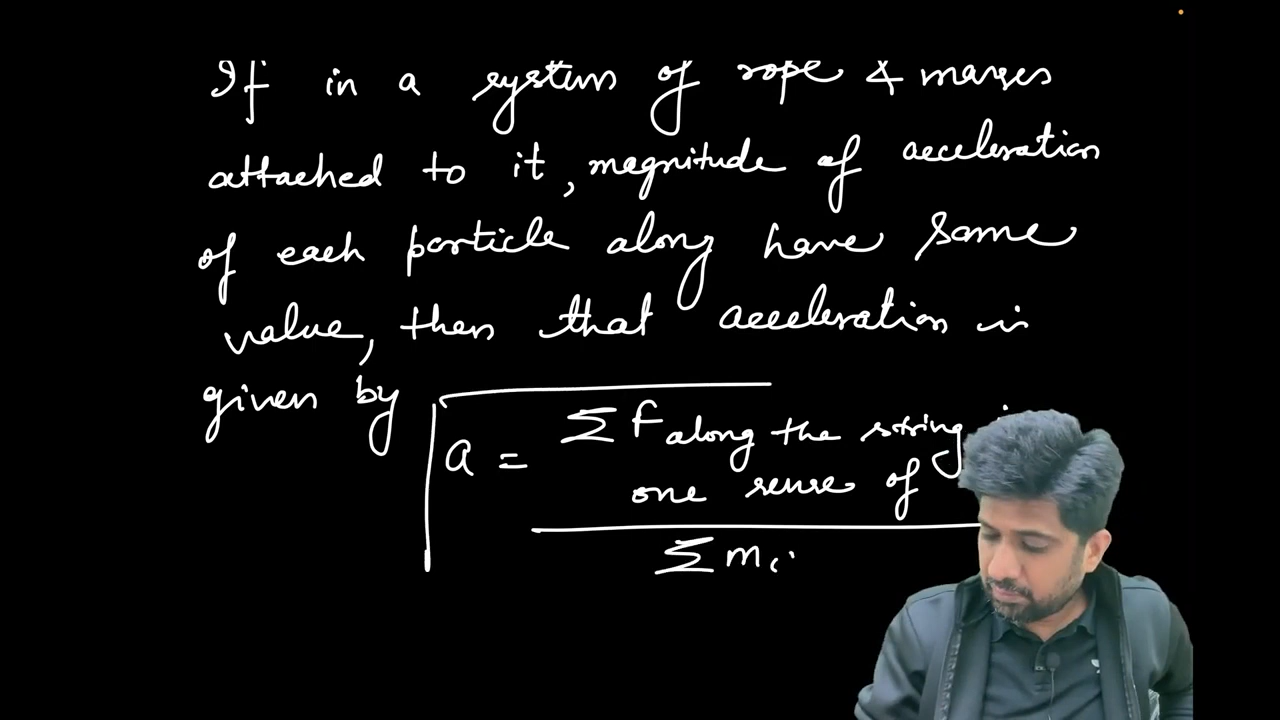 If in a system of rope & masses
attached to it, magnitude of acceleration
of each particle along have same
value, then that acceleration is
given by
a = ΣF along the string
one sense of
Σ mi